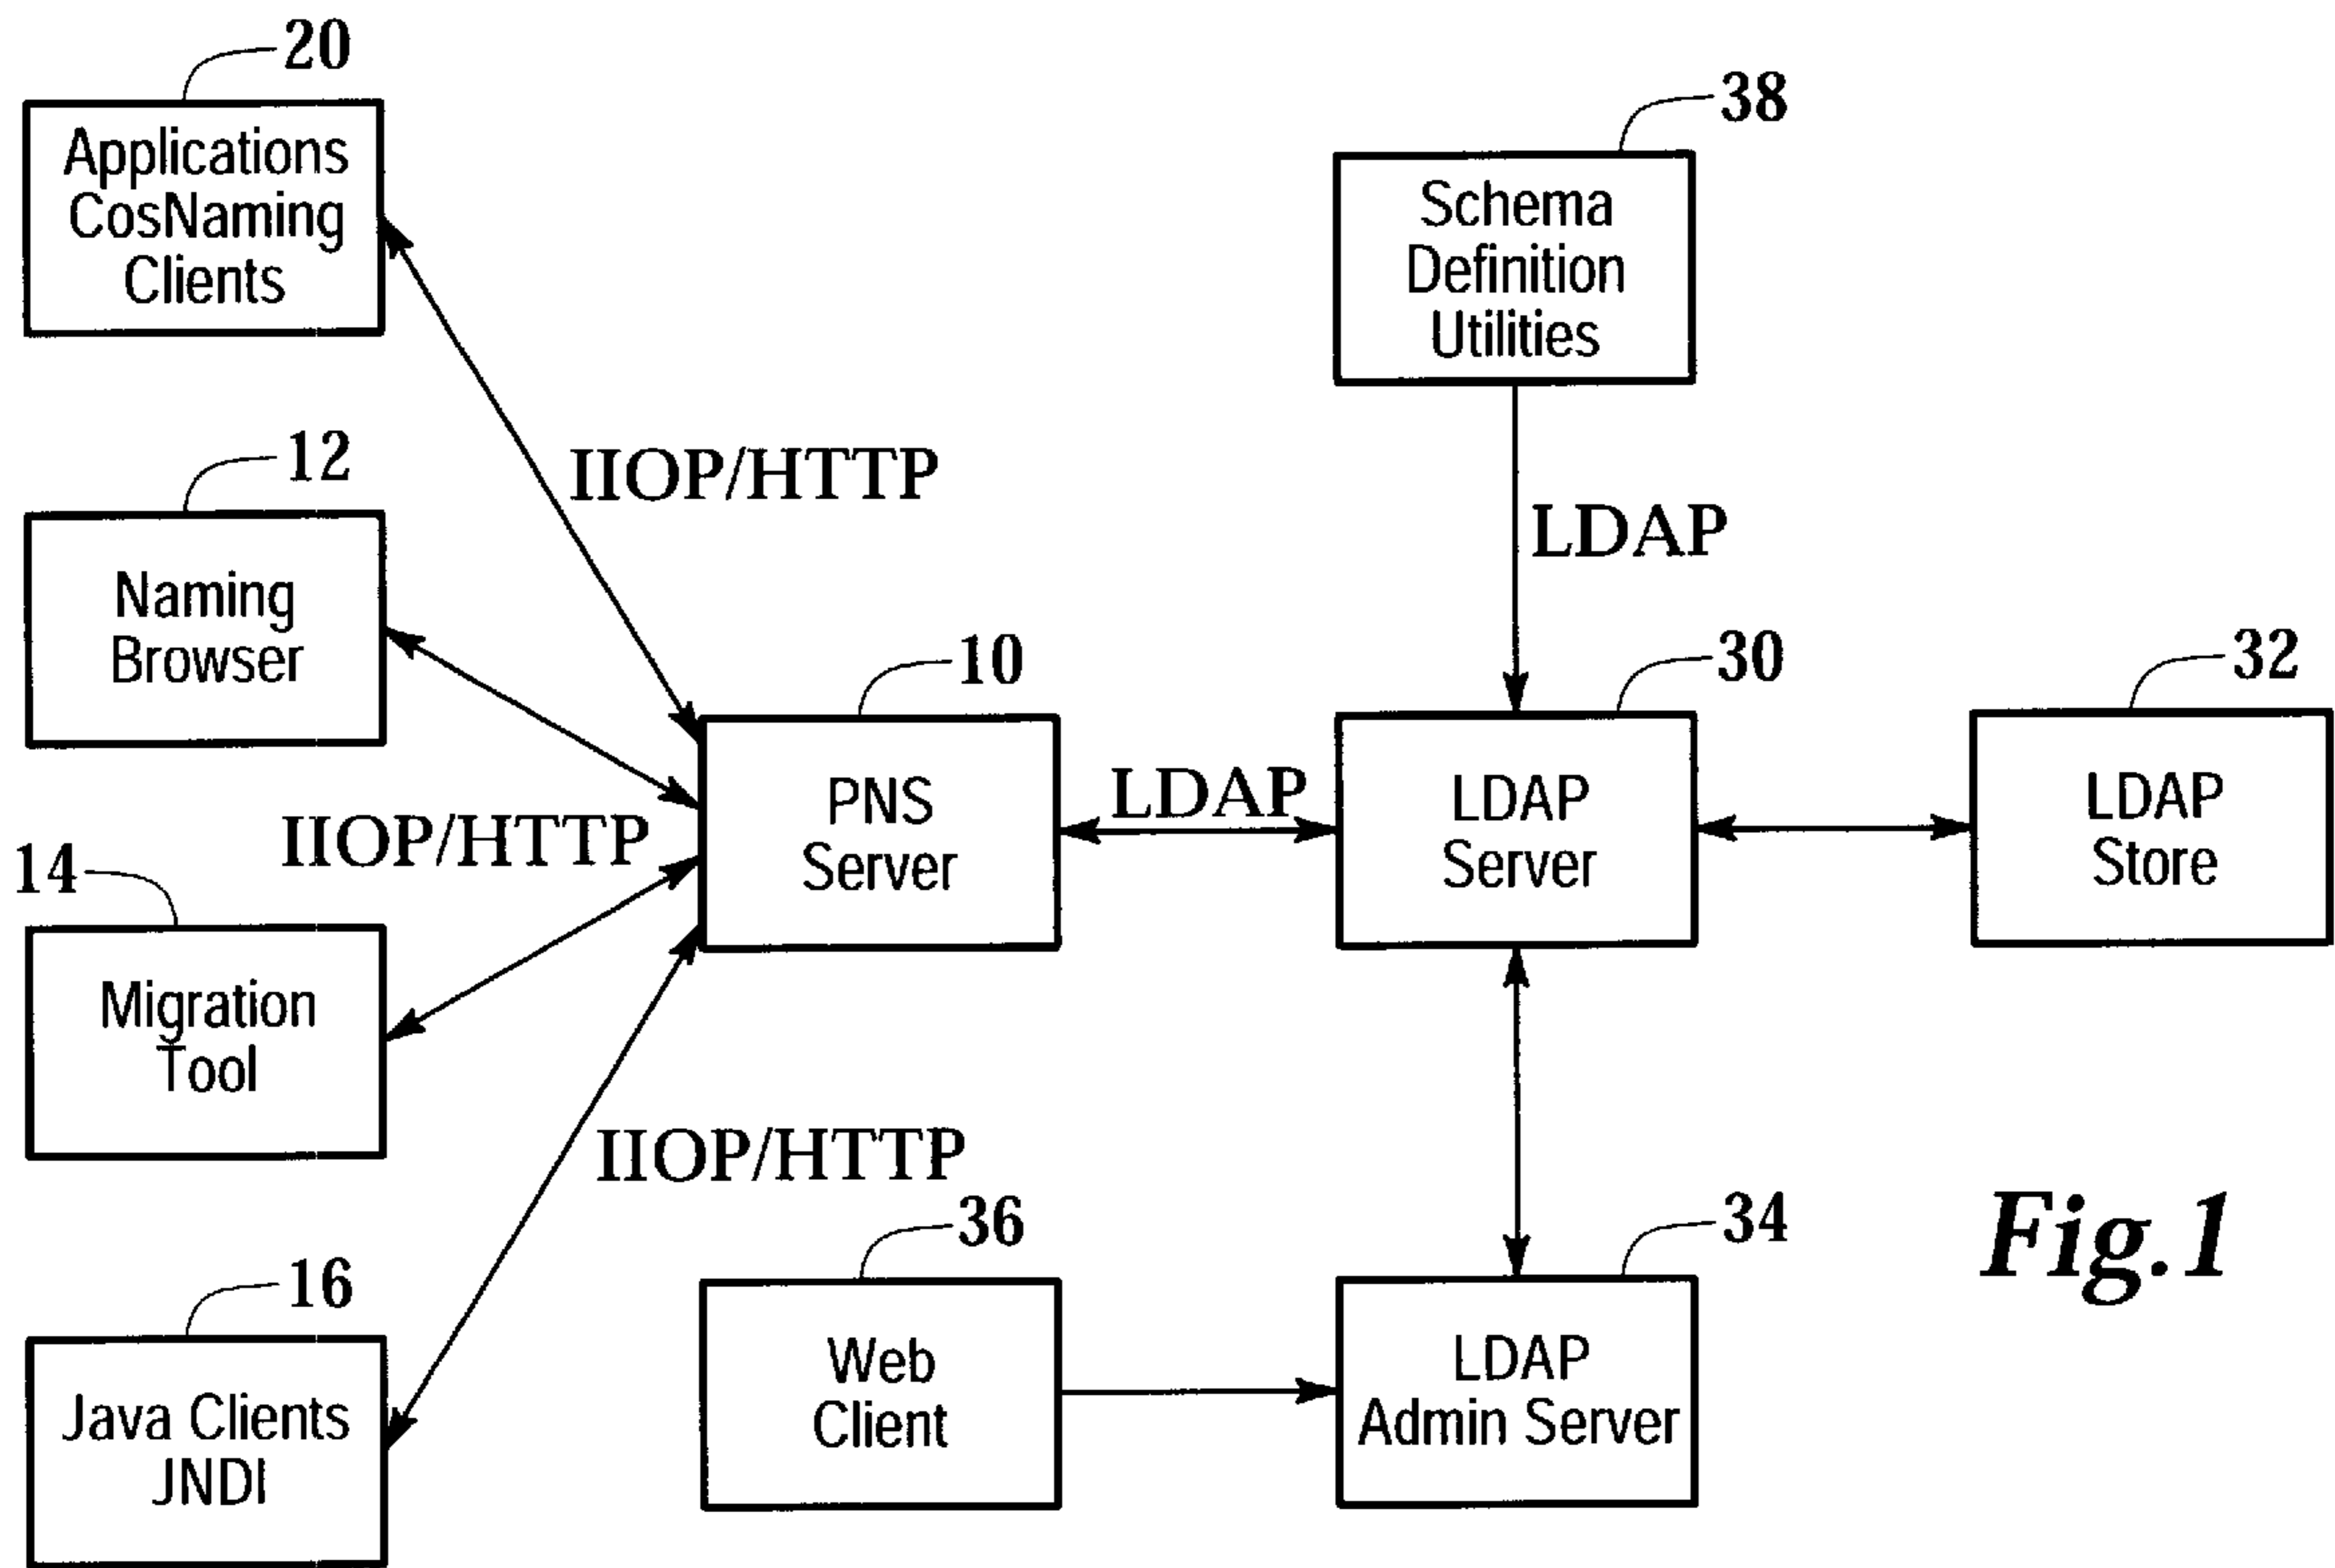 20
Applications
CosNaming
Clients
38
Schema
Definition
Utilities
IIOP/HTTP
12
Naming
Browser
LDAP
10
PNS
Server
LDAP
30
LDAP
Server
32
LDAP
Store
IIOP/HTTP
14
Migration
Tool
IIOP/HTTP
16
Java Clients
JNDI
36
Web
Client
34
LDAP
Admin Server
Fig.1